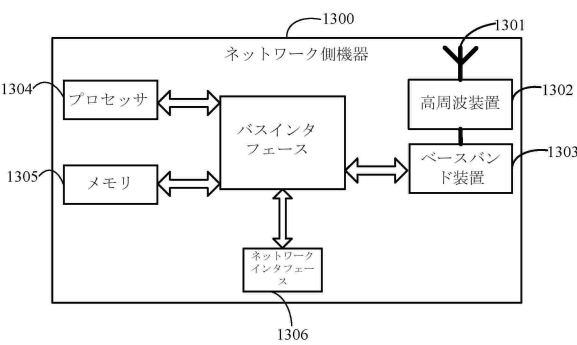 1300
1301
ネットワーク側機器
1304
プロセッサ
高周波装置
1302
バスインタ
フェース
1303
ベースバン
ド装置
1305
メモリ
ネットワーク
インタフェー
ス
1306